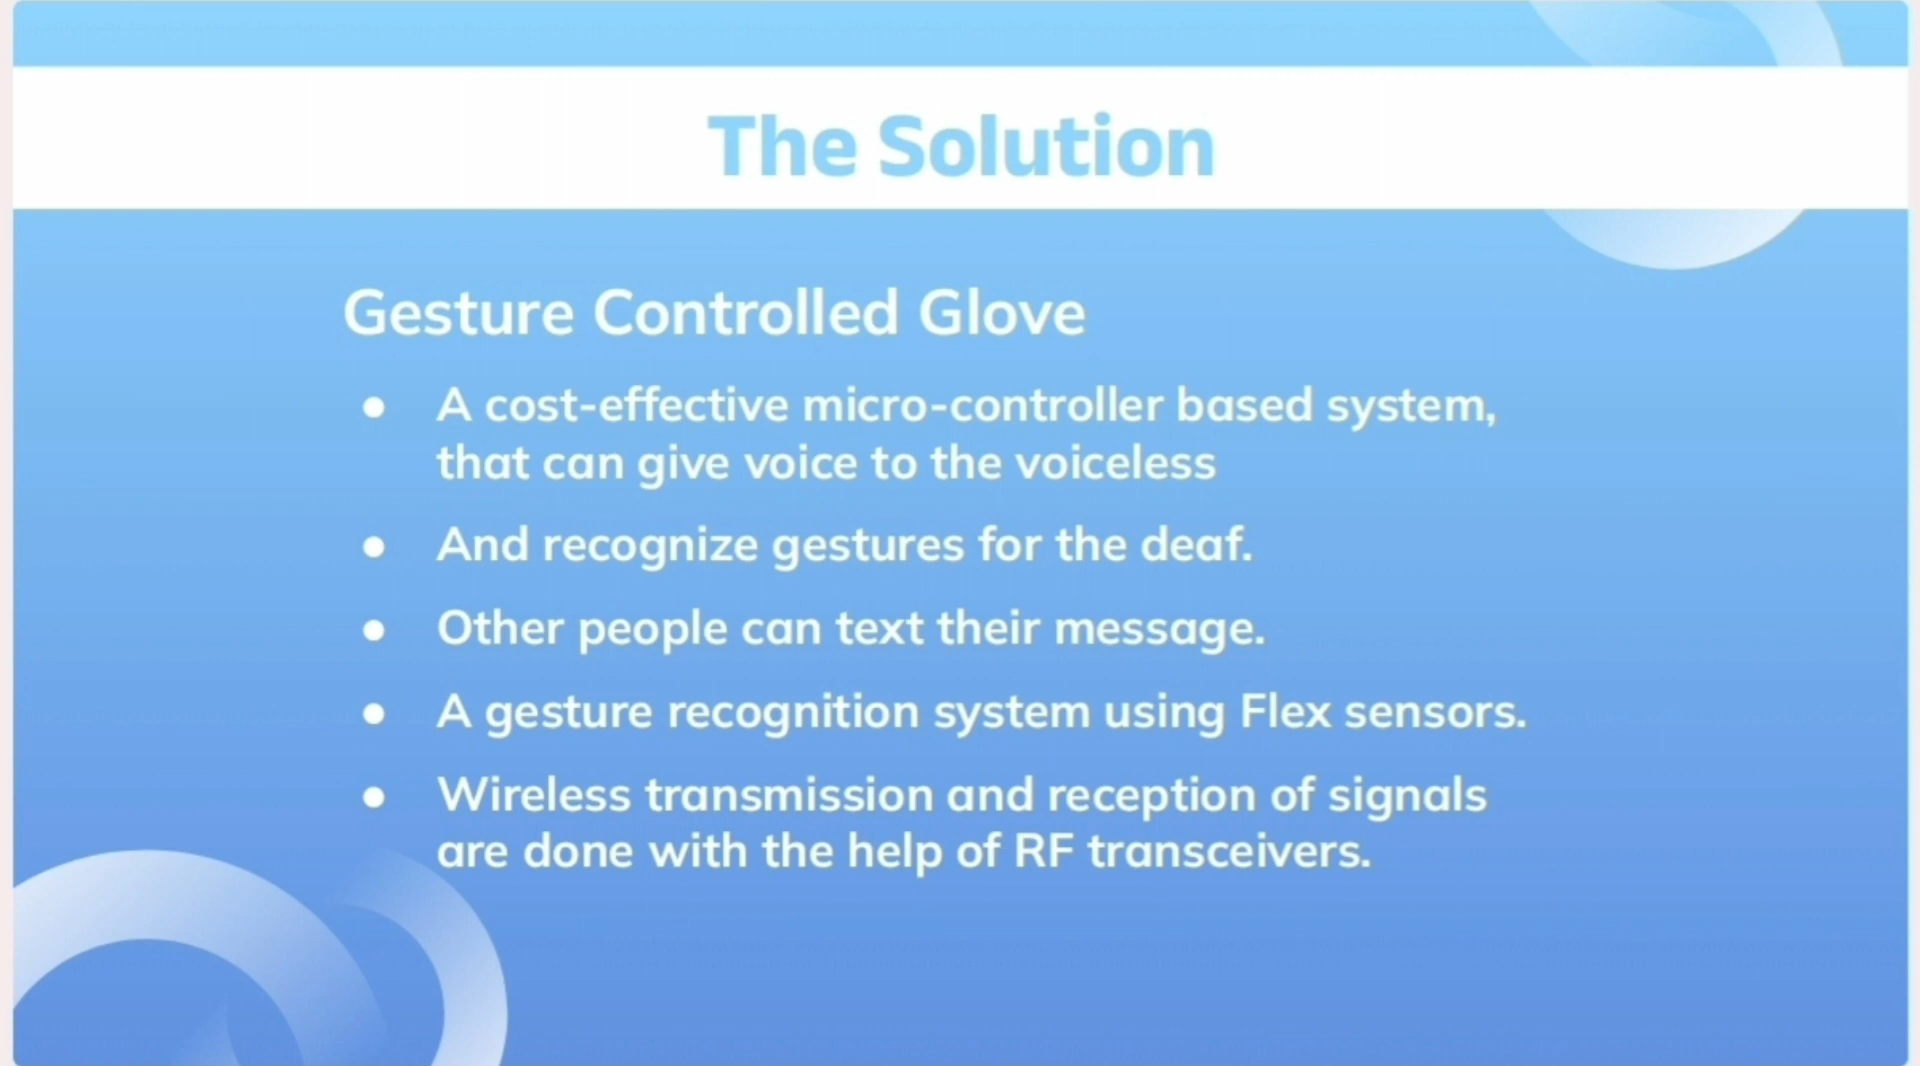 The Solution
Gesture Controlled Glove
● A cost-effective micro-controller based system,
that can give voice to the voiceless
● And recognize gestures for the deaf.
● Other people can text their message.
● A gesture recognition system using Flex sensors.
● Wireless transmission and reception of signals
are done with the help of RF transceivers.